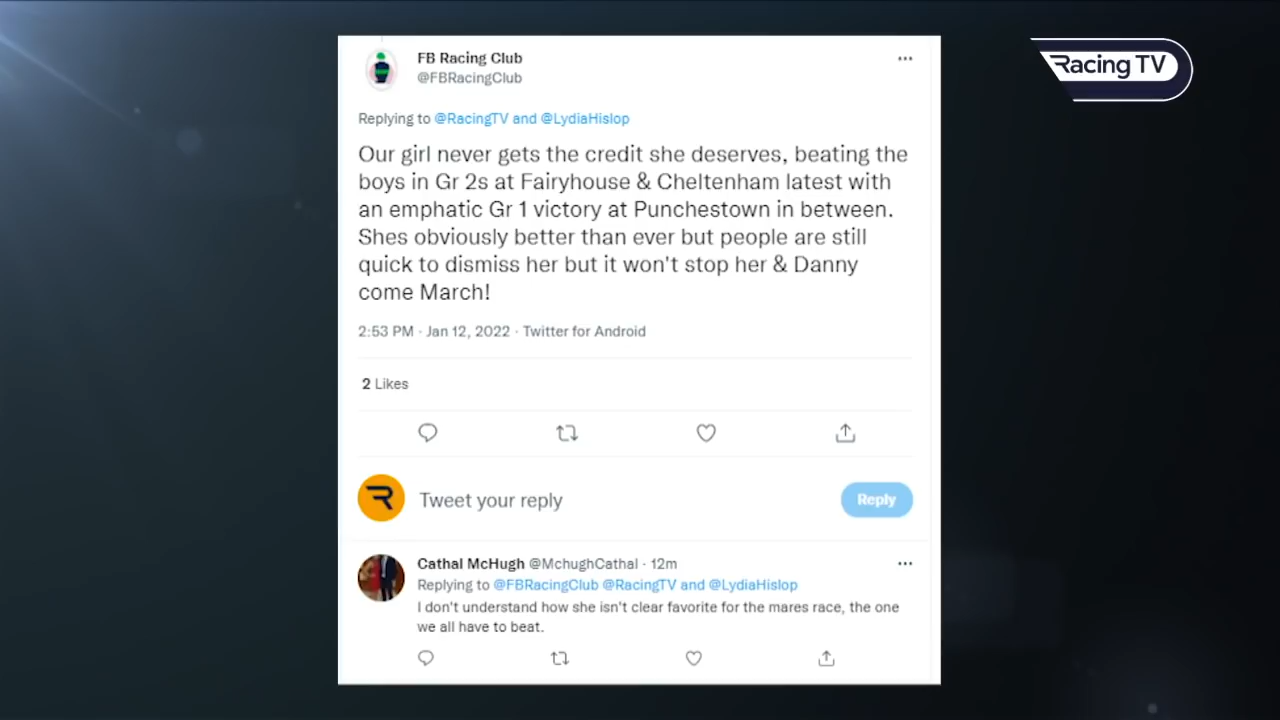 Racing TV
FB Racing Club
@FBRacingClub
Replying to @RacingTV and @LydiaHislop
Our girl never gets the credit she deserves, beating the
boys in Gr 2s at Fairyhouse & Cheltenham latest with
an emphatic Gr 1 victory at Punchestown in between.
Shes obviously better than ever but people are still
quick to dismiss her but it won't stop her & Danny
come March!
2:53 PM · Jan 12, 2022 · Twitter for Android
2 Likes
Tweet your reply
Reply
Cathal McHugh @MchughCathal · 12m
Replying to @FBRacingClub @RacingTV and @LydiaHislop
I don't understand how she isn't clear favorite for the mares race, the one
we all have to beat.